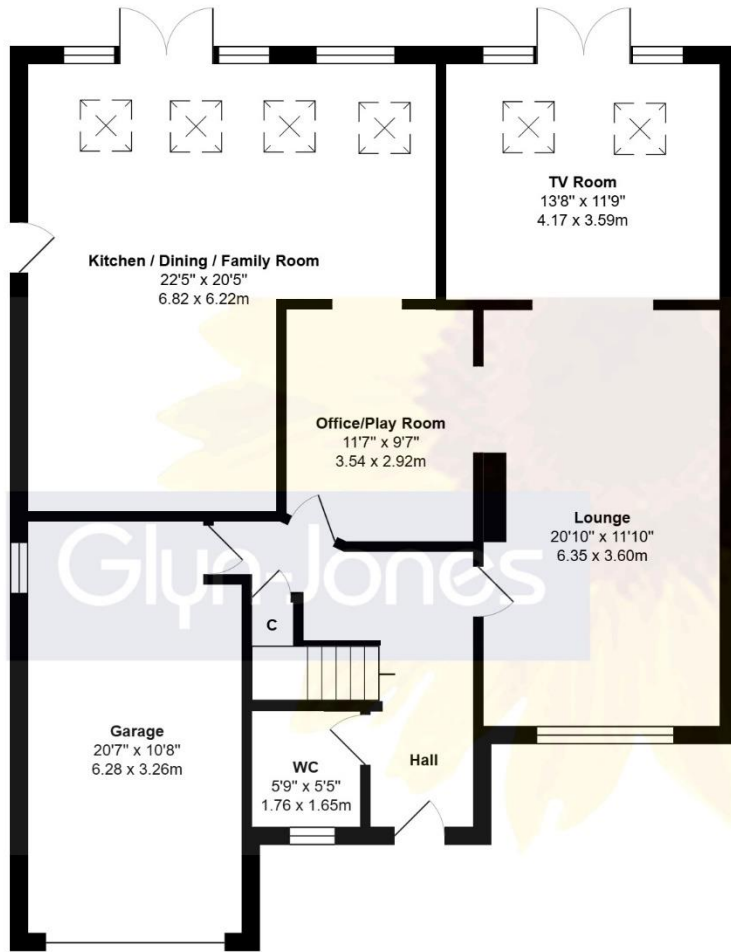 TV Room
13'8" x 11'9"
4.17 x 3.59m
Kitchen / Dining / Family Room
22'5" x 20'5"
6.82 x 6.22m
Office/Play Room
11'7" x 9'7"
3.54 x 2.92m
Lounge
20'10" x 11'10"
6.35 x 3.60m
Glyn-Jones
C
Garage
20'7" x 10'8"
6.28 x 3.26m
WC
5'9" x 5'5"
1.76 x 1.65m
Hall